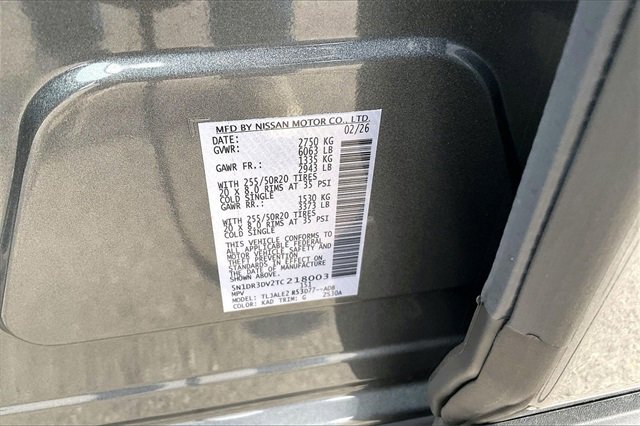 MFD BY NISSAN MOTOR CO., LTD
DATE: 02/26
GVWR: 2750 KG
6063 LB
GAWR FR.: 1335 KG
2943 LB
WITH 255/50R20 TIRES
20 X 8.0 RIMS AT 35 PSI
COLD SINGLE
GAWR RR.: 1530 KG
3373 LB
WITH 255/50R20 TIRES
20 X 8.0 RIMS AT 35 PSI
COLD SINGLE
THIS VEHICLE CONFORMS TO
ALL APPLICABLE FEDERAL
MOTOR VEHICLE SAFETY AND
THEFT PREVENTION
STANDARDS IN EFFECT ON
THE DATE OF MANUFACTURE
5N1DR3DV2TC218003
MPV 153
MODEL: TL3ALE2 R53D77--ADB
COLOR: KAD TRIM: G 2530A